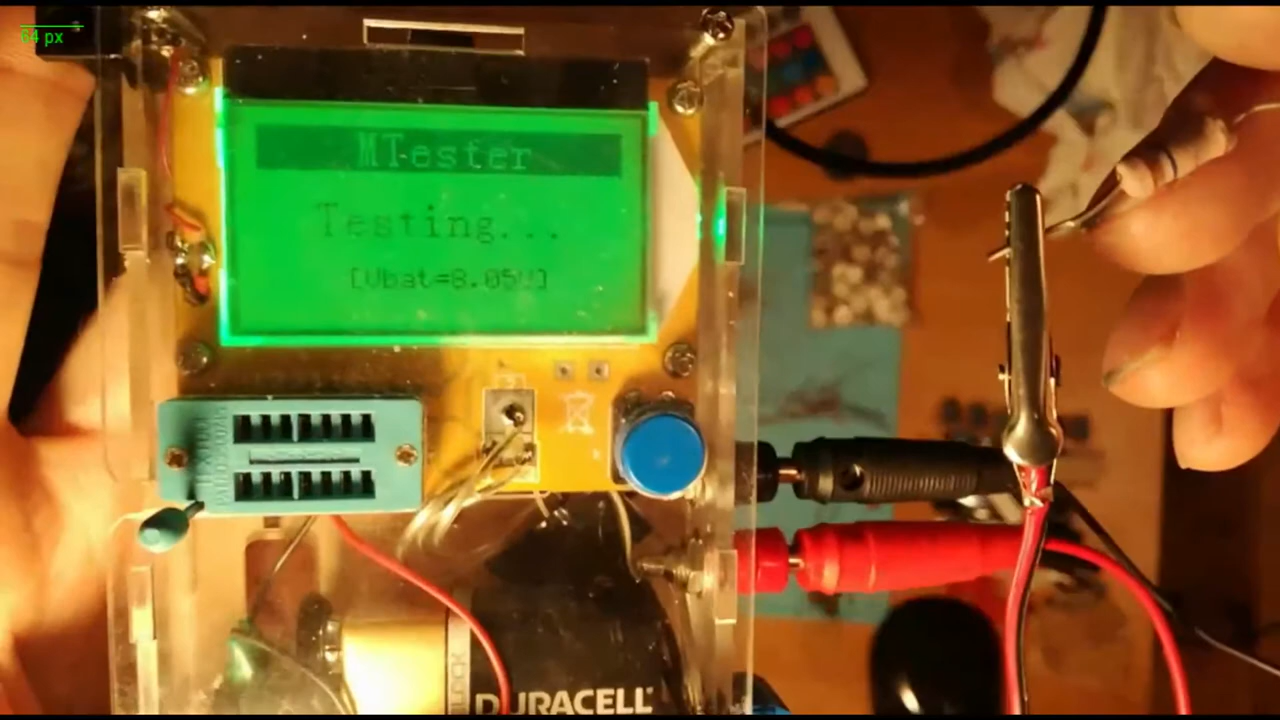 64 px
MTester
Testing...
[Vbat=8.05V]
DURACELL